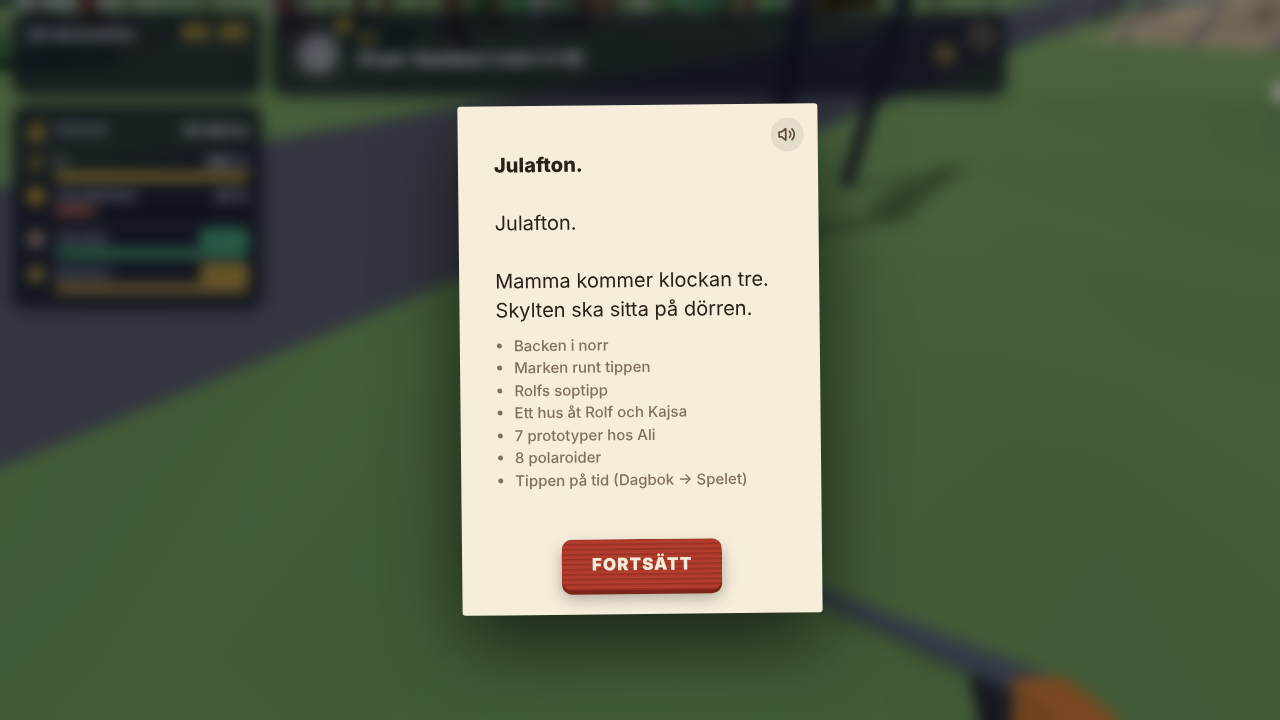 Julafton.
Julafton.
Mamma kommer klockan tre.
Skylten ska sitta på dörren.
• Backen i norr
• Marken runt tippen
• Rolfs soptipp
• Ett hus åt Rolf och Kajsa
• 7 prototyper hos Ali
• 8 polaroider
• Tippen på tid (Dagbok → Spelet)
FORTSÄTT